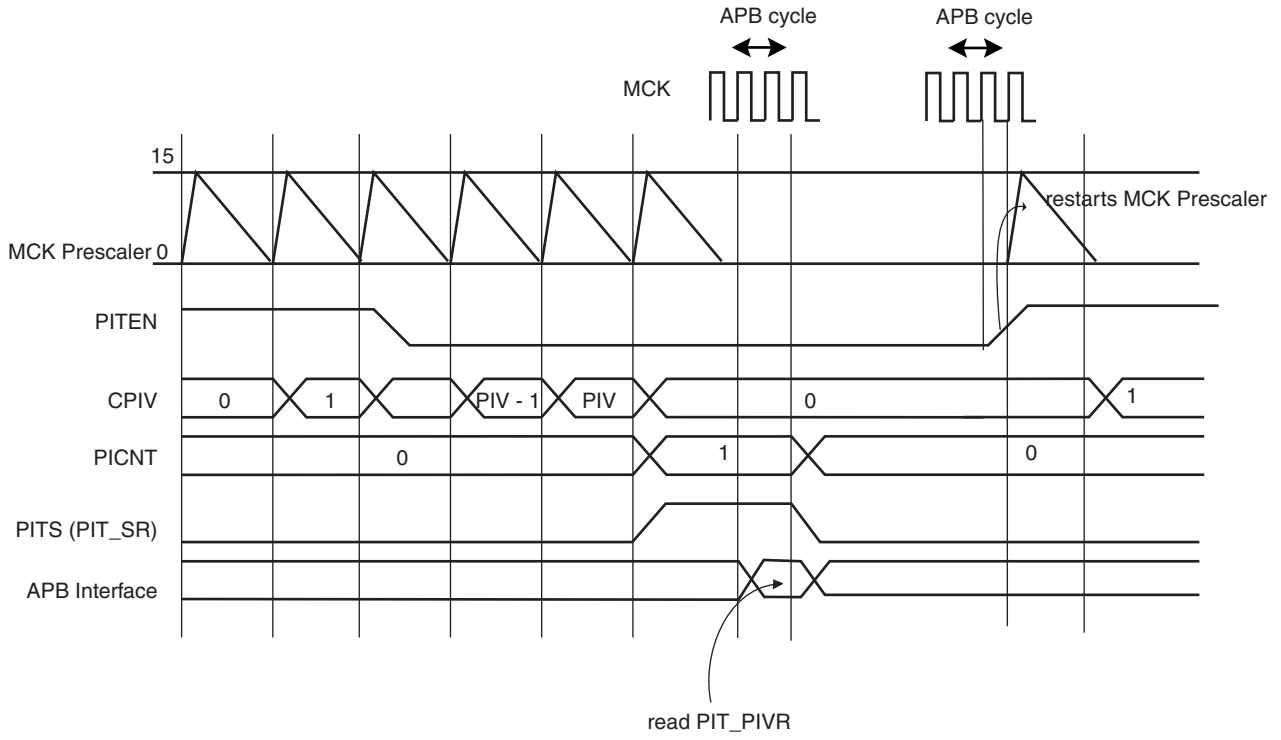 APB cycle
APB cycle
MCK
15
restarts MCK Prescaler
MCK Prescaler 0
PITEN
CPIV 0 1 PIV - 1 PIV 0 1
PICNT 0 1 0
PITS (PIT_SR)
APB Interface
read PIT_PIVR